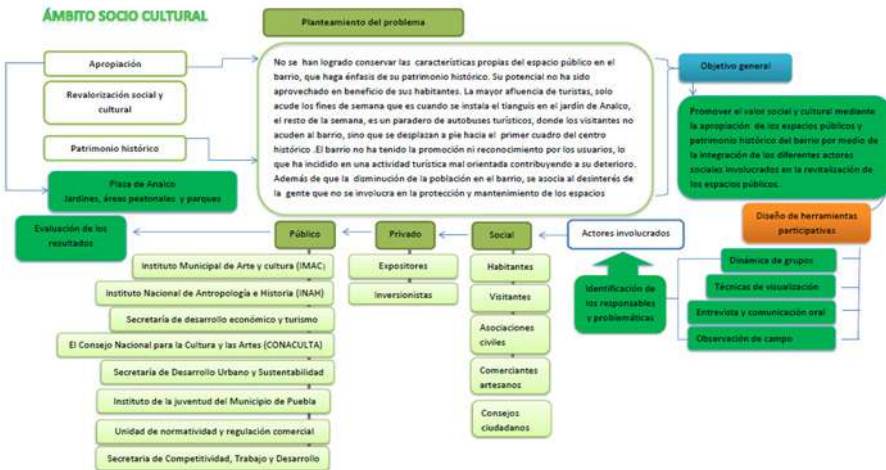 ÁMBITO SOCIO CULTURAL
Planteamiento del problema
Apropiación
Revalorización social y
cultural
Patrimonio histórico
Plaza de Analco
Jardines, áreas peatonales y parques
No se han logrado conservar las características propias del espacio público en el
barrio, que haga énfasis de su patrimonio histórico. Su potencial no ha sido
aprovechado en beneficio de sus habitantes. La mayor afluencia de turistas, solo
acude los fines de semana que es cuando se instala el tianguis en el jardín de Analco,
el resto de la semana, es un paradero de autobuses turísticos, donde los visitantes no
acuden al barrio, sino que se desplazan a pie hacia el primer cuadro del centro
histórico .El barrio no ha tenido la promoción ni reconocimiento por los usuarios, lo
que ha incidido en una actividad turística mal orientada contribuyendo a su deterioro.
Además de que la disminución de la población en el barrio, se asocia al desinterés de
la gente que no se involucra en la protección y mantenimiento de los espacios
Objetivo general
Promover el valor social y cultural mediante
la apropiación de los espacios públicos y
patrimonio histórico del barrio por medio de
la integración de los diferentes actores
sociales involucrados en la revitalización de
los espacios públicos.
Diseño de herramientas
participativas
Dinámica de grupos
Técnicas de visualización
Entrevista y comunicación oral
Observación de campo
Identificación de
los responsables
y problemáticas
Actores involucrados
Social
Habitantes
Visitantes
Asociaciones
civiles
Comerciantes
artesanos
Consejos
ciudadanos
Privado
Expositores
Inversionistas
Público
Instituto Municipal de Arte y cultura (IMAC)
Instituto Nacional de Antropología e Historia (INAH)
Secretaría de desarrollo económico y turismo
El Consejo Nacional para la Cultura y las Artes (CONACULTA)
Secretaría de Desarrollo Urbano y Sustentabilidad
Instituto de la juventud del Municipio de Puebla
Unidad de normatividad y regulación comercial
Secretaria de Competitividad, Trabajo y Desarrollo
Evaluación de los
resultados